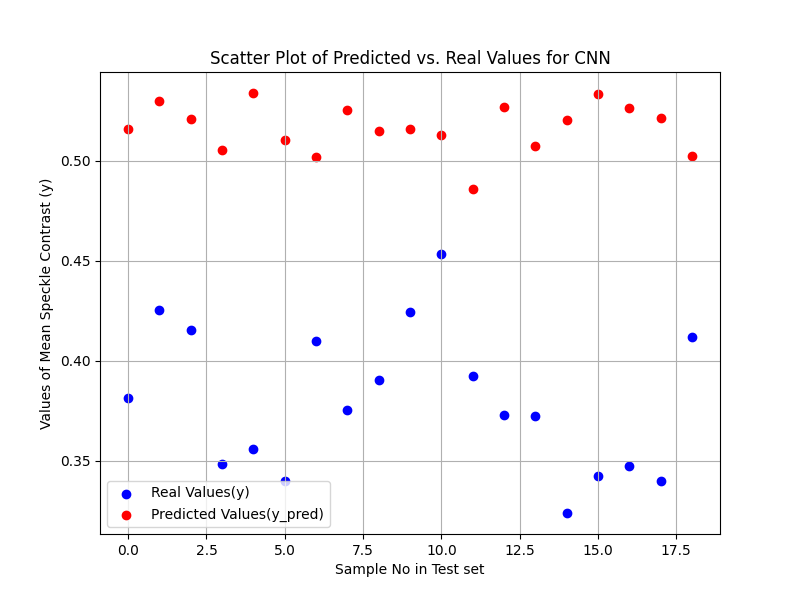 Scatter Plot of Predicted vs. Real Values for CNN
Values of Mean Speckle Contrast (y)
0.50
0.45
0.40
0.35
Real Values(y)
Predicted Values(y_pred)
0.0 2.5 5.0 7.5 10.0 12.5 15.0 17.5
Sample No in Test set